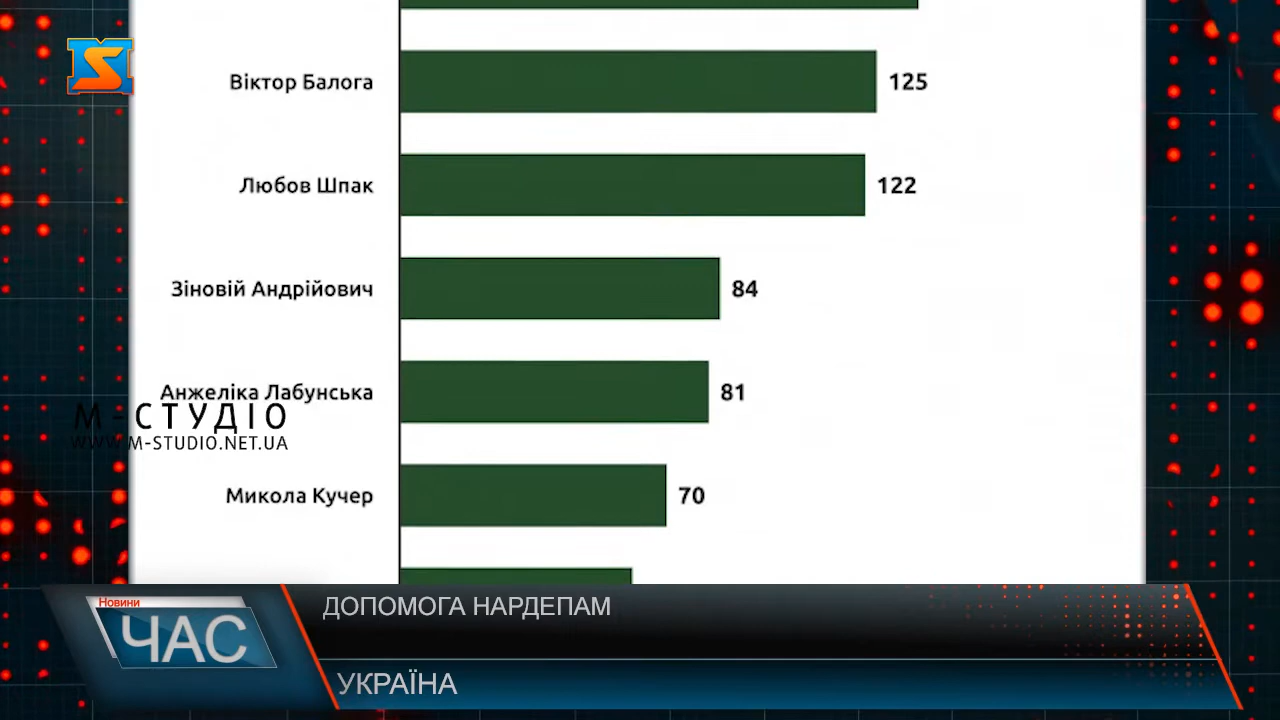 Віктор Балога 125
Любов Шпак 122
Зіновій Андрійович 84
Анжеліка Лабунська 81
М-СТУДІО
WWW.M-STUDIO.NET.UA
Микола Кучер 70
Новини
ЧАС
ДОПОМОГА НАРДЕПАМ
УКРАЇНА